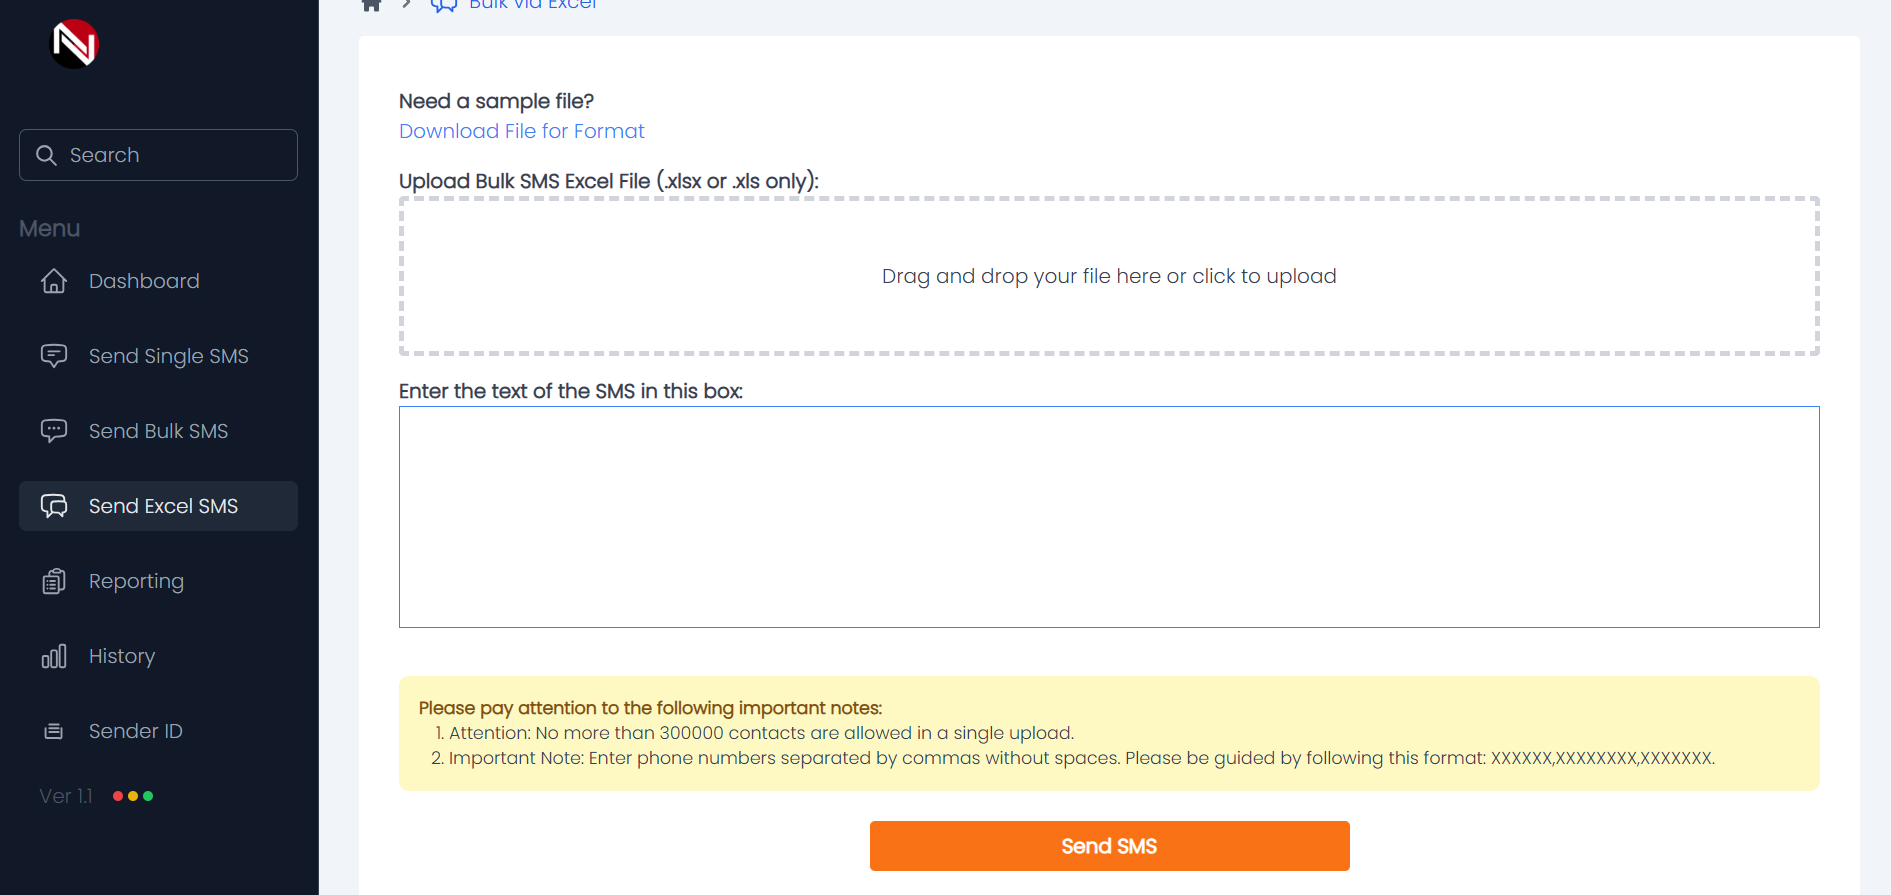 Bulk via Excel
Search
Menu
Dashboard
Send Single SMS
Send Bulk SMS
Send Excel SMS
Reporting
History
Sender ID
Ver 1.1
Need a sample file?
Download File for Format
Upload Bulk SMS Excel File (.xlsx or .xls only):
Drag and drop your file here or click to upload
Enter the text of the SMS in this box:
Please pay attention to the following important notes:
1. Attention: No more than 300000 contacts are allowed in a single upload.
2. Important Note: Enter phone numbers separated by commas without spaces. Please be guided by following this format: XXXXXX,XXXXXXXX,XXXXXXX.
Send SMS